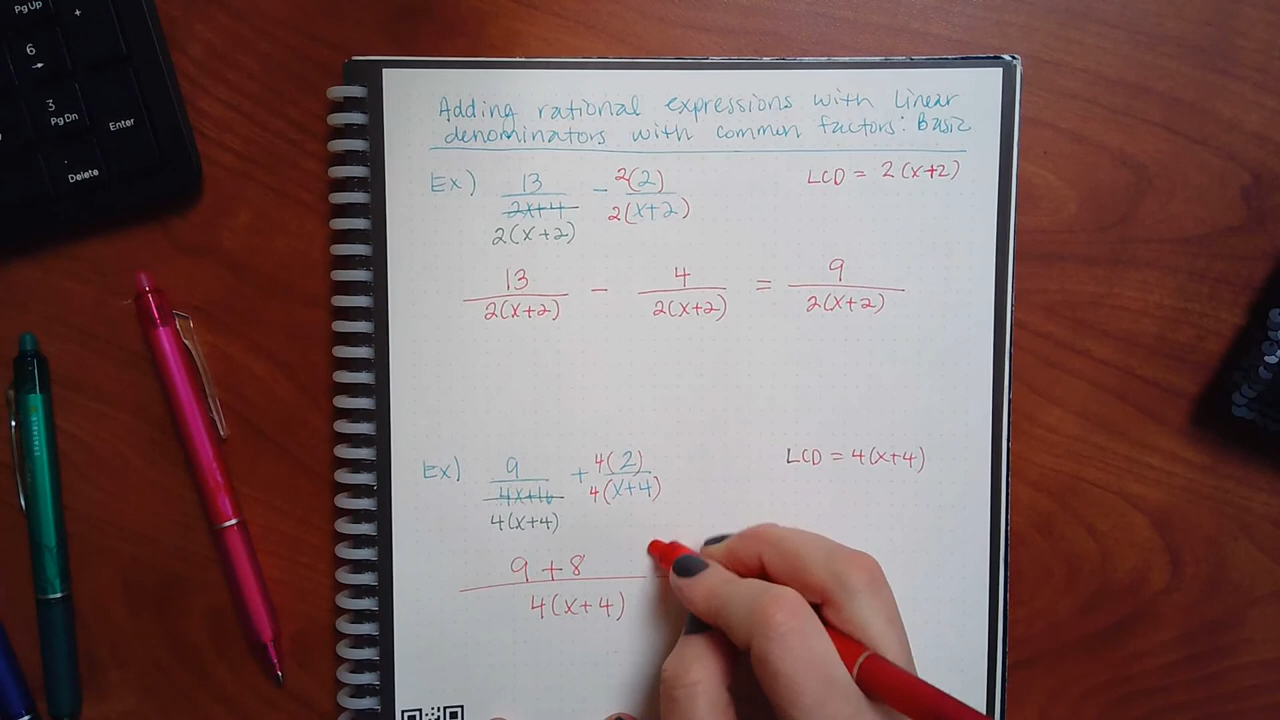 PgUp
+
6
3
PgDn
Enter
Delete
ERASABLE
Adding rational expressions with linear
denominators with common factors: Basic
Ex) 13/(2x+4) - 2(2)/2(x+2) LCD = 2(x+2)
2(x+2)
13/2(x+2) - 4/2(x+2) = 9/2(x+2)
Ex) 9/(4x+16) + 4(2)/4(x+4) LCD = 4(x+4)
4(x+4)
9+8
4(x+4)